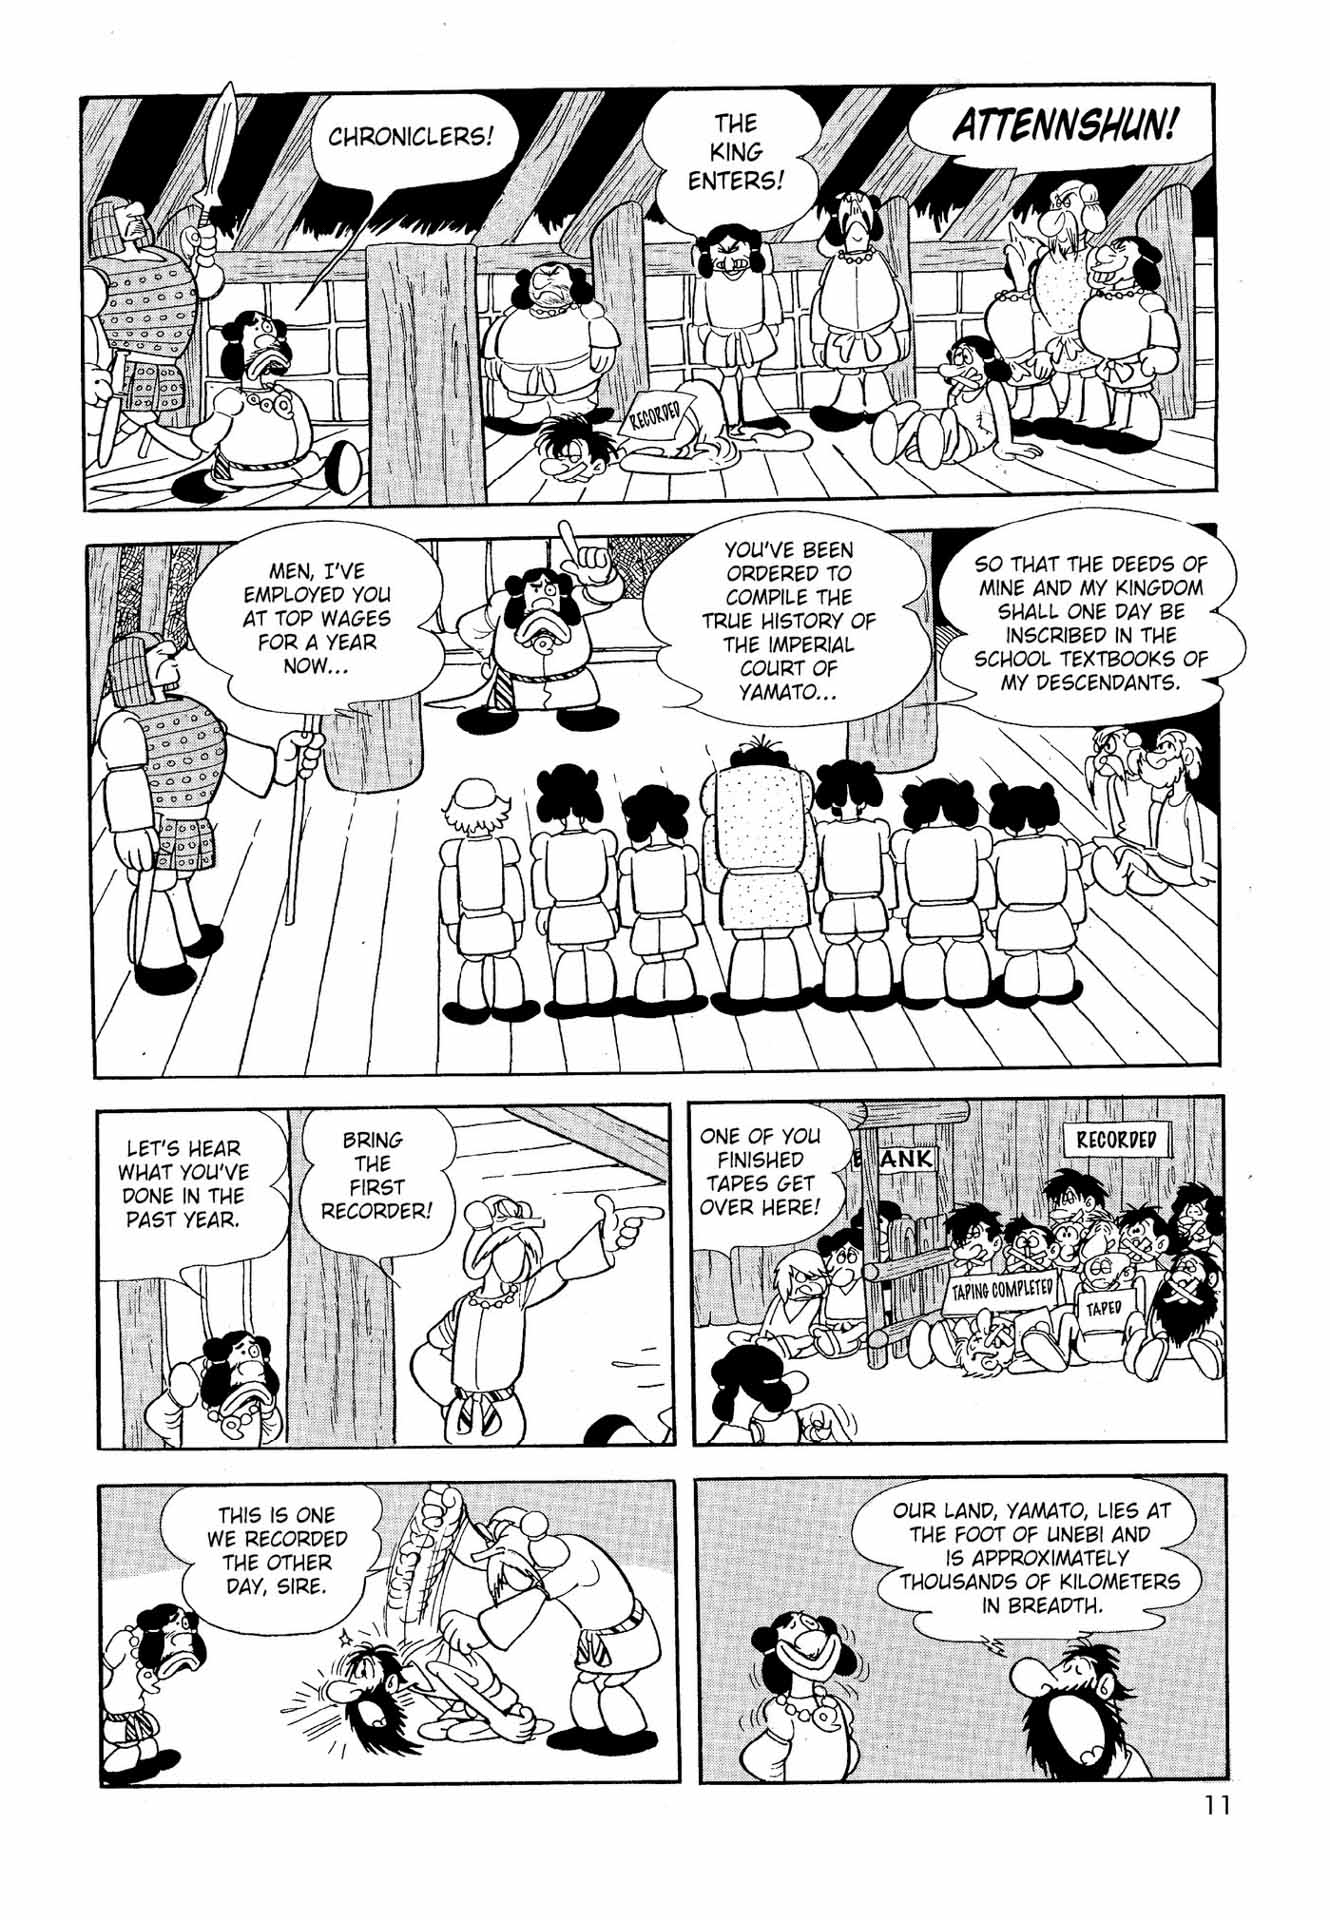 CHRONICLERS!
THE
KING
ENTERS!
ATTENNSHUN!
RECORDED
MEN, I'VE
EMPLOYED YOU
AT TOP WAGES
FOR A YEAR
NOW...
YOU'VE BEEN
ORDERED TO
COMPILE THE
TRUE HISTORY OF
THE IMPERIAL
COURT OF
YAMATO...
SO THAT THE DEEDS OF
MINE AND MY KINGDOM
SHALL ONE DAY BE
INSCRIBED IN THE
SCHOOL TEXTBOOKS OF
MY DESCENDANTS.
LET'S HEAR
WHAT YOU'VE
DONE IN THE
PAST YEAR.
BRING
THE
FIRST
RECORDER!
ONE OF YOU
FINISHED
TAPES GET
OVER HERE!
ANK
RECORDED
TAPING COMPLETED
TAPED
THIS IS ONE
WE RECORDED
THE OTHER
DAY, SIRE.
OUR LAND, YAMATO, LIES AT
THE FOOT OF UNEBI AND
IS APPROXIMATELY
THOUSANDS OF KILOMETERS
IN BREADTH.
11